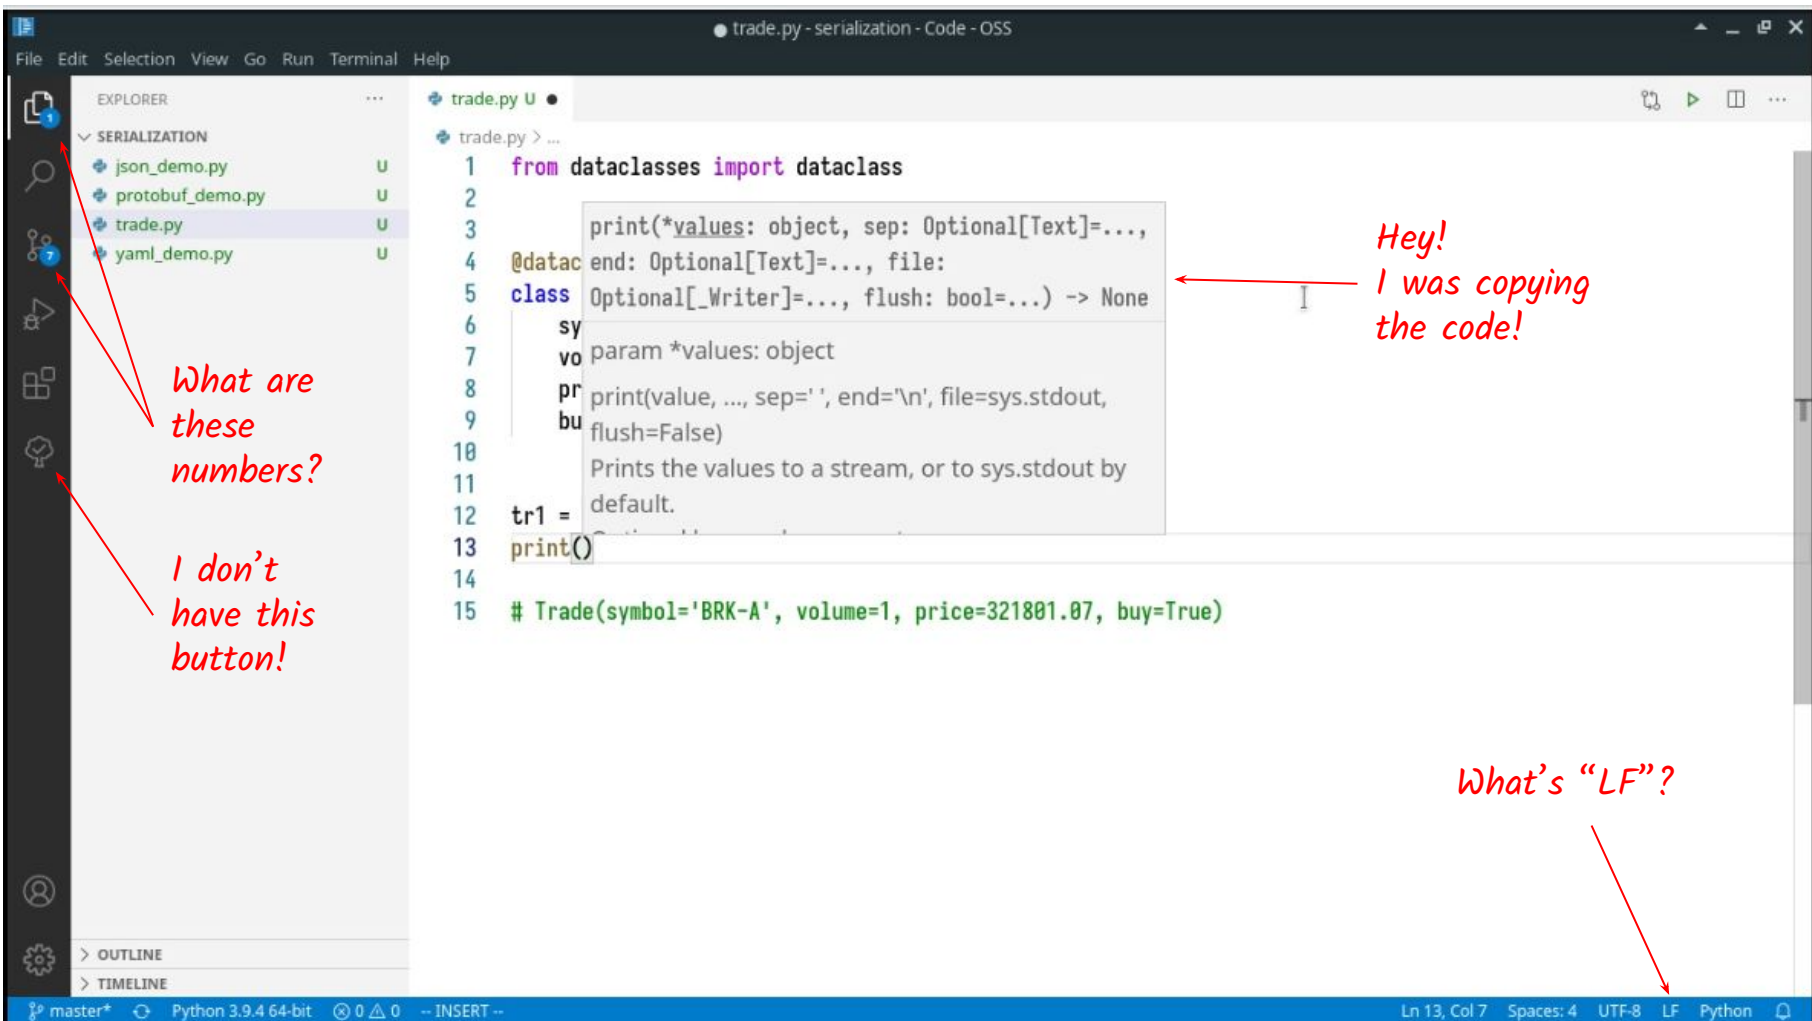 trade.py - serialization - Code - OSS
File Edit Selection View Go Run Terminal Help
EXPLORER
1
SERIALIZATION
json_demo.py U
protobuf_demo.py U
trade.py U
yaml_demo.py U
7
What are
these
numbers?
I don't
have this
button!
OUTLINE
TIMELINE
trade.py U
trade.py > ...
1 from dataclasses import dataclass
2
3
4 @datac
5 class
6 sy
7 vo
8 pr
9 bu
10
11
12 tr1 =
13 print()
14
15 # Trade(symbol='BRK-A', volume=1, price=321801.07, buy=True)
print(*values: object, sep: Optional[Text]=...,
end: Optional[Text]=..., file:
Optional[_Writer]=..., flush: bool=...) -> None
param *values: object
print(value, ..., sep=' ', end='\n', file=sys.stdout,
flush=False)
Prints the values to a stream, or to sys.stdout by
default.
Hey!
I was copying
the code!
What's “LF”?
master* Python 3.9.4 64-bit 0 0 -- INSERT -- Ln 13, Col 7 Spaces: 4 UTF-8 LF Python